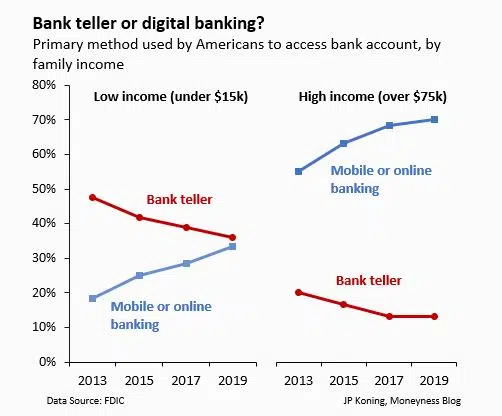 Bank teller or digital banking?
Primary method used by Americans to access bank account, by
family income
80%
70%
60%
50%
40%
30%
20%
10%
0%
Low income (under $15k)
Bank teller
Mobile or online
banking
2013 2015 2017 2019
High income (over $75k)
Mobile or online
banking
Bank teller
2013 2015 2017 2019
Data Source: FDIC
JP Koning, Moneyness Blog